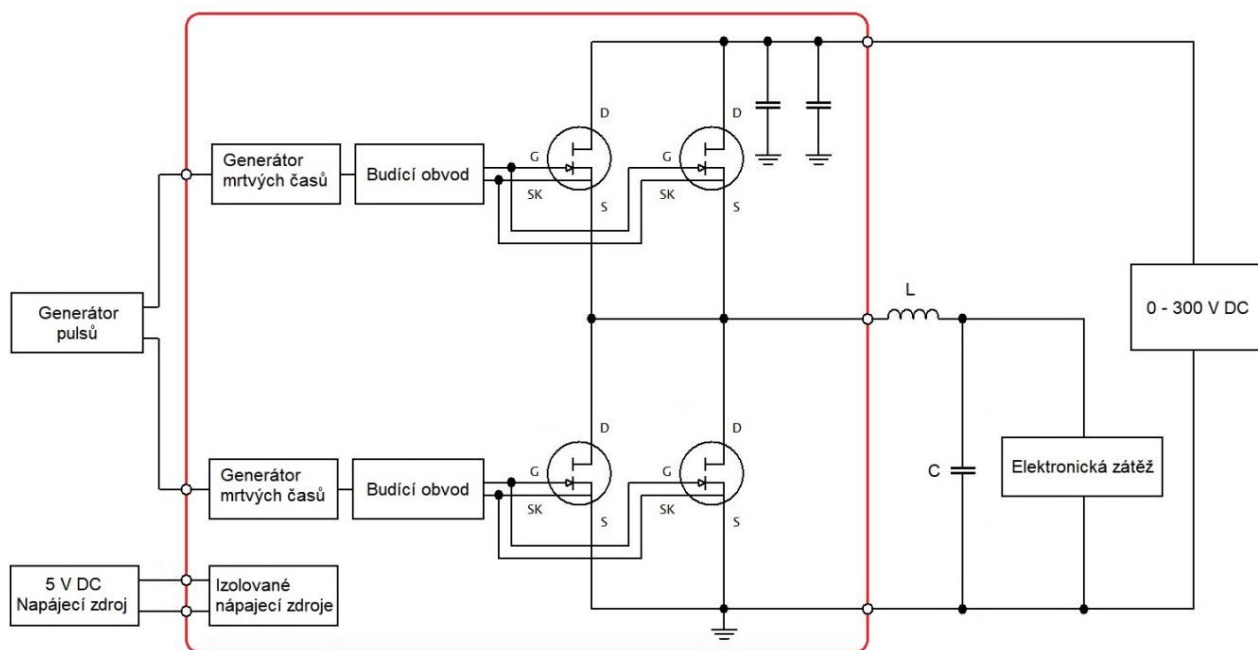 D
D
Generátor
mrtvých časů
Budící obvod
G
G
SK
SK
S
S
Generátor
pulsů
L
0 - 300 V DC
D
D
Generátor
mrtvých časů
Budící obvod
G
G
SK
SK
S
S
C
Elektronická zátěž
5 V DC
Napájecí zdroj
Izolované
nápajecí zdroje